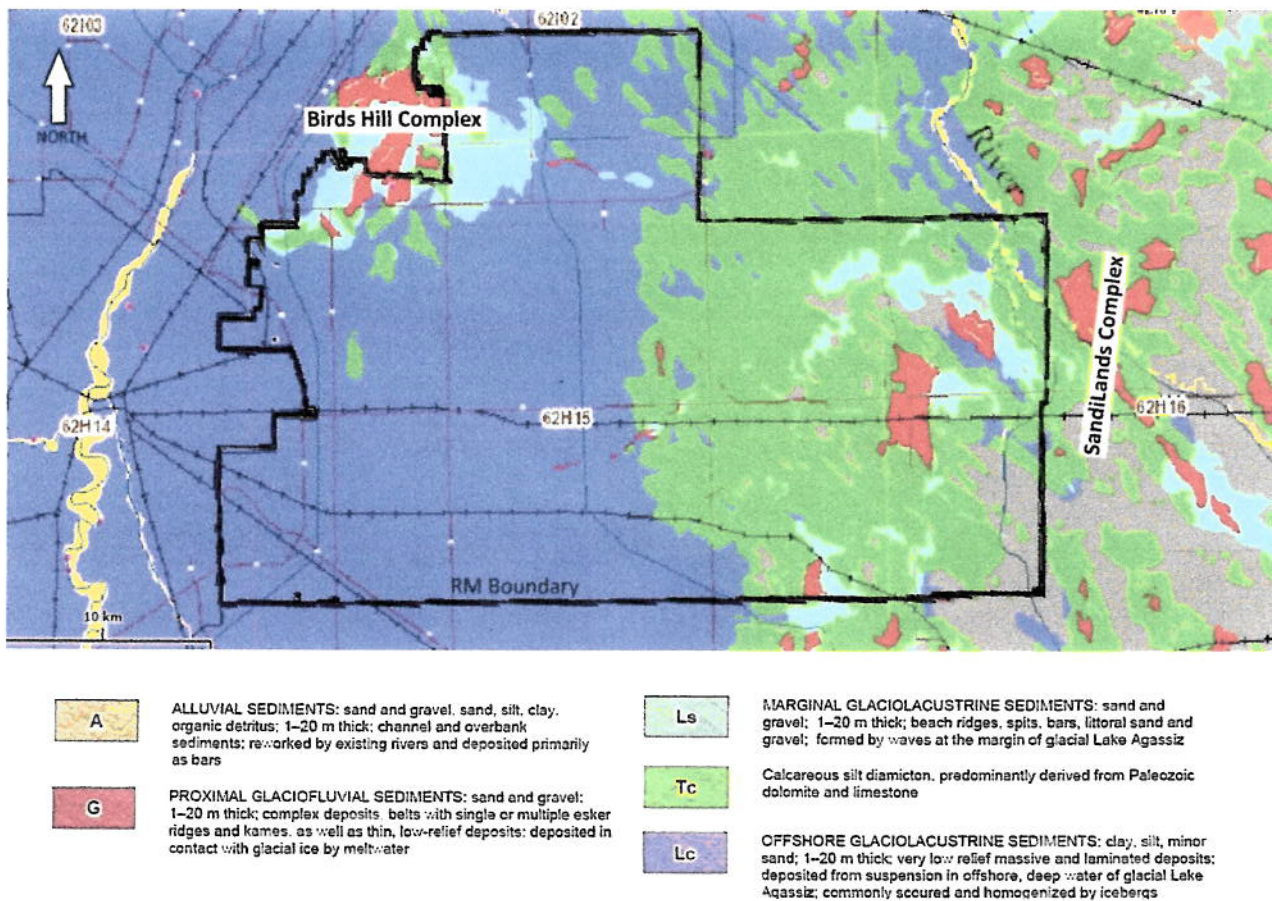 62I03
62I02
NORTH
Birds Hill Complex
River
SandiLands Complex
62H 14
62H 15
62H 16
RM Boundary
10 km
A
ALLUVIAL SEDIMENTS: sand and gravel, sand, silt, clay,
organic detritus; 1–20 m thick; channel and overbank
sediments; reworked by existing rivers and deposited primarily
as bars
G
PROXIMAL GLACIOFLUVIAL SEDIMENTS: sand and gravel;
1–20 m thick; complex deposits, belts with single or multiple esker
ridges and kames, as well as thin, low-relief deposits; deposited in
contact with glacial ice by meltwater
Ls
MARGINAL GLACIOLACUSTRINE SEDIMENTS: sand and
gravel; 1–20 m thick; beach ridges, spits, bars, littoral sand and
gravel; formed by waves at the margin of glacial Lake Agassiz
Tc
Calcareous silt diamicton, predominantly derived from Paleozoic
dolomite and limestone
Lc
OFFSHORE GLACIOLACUSTRINE SEDIMENTS: clay, silt, minor
sand; 1–20 m thick; very low relief massive and laminated deposits;
deposited from suspension in offshore, deep water of glacial Lake
Agassiz; commonly scoured and homogenized by icebergs